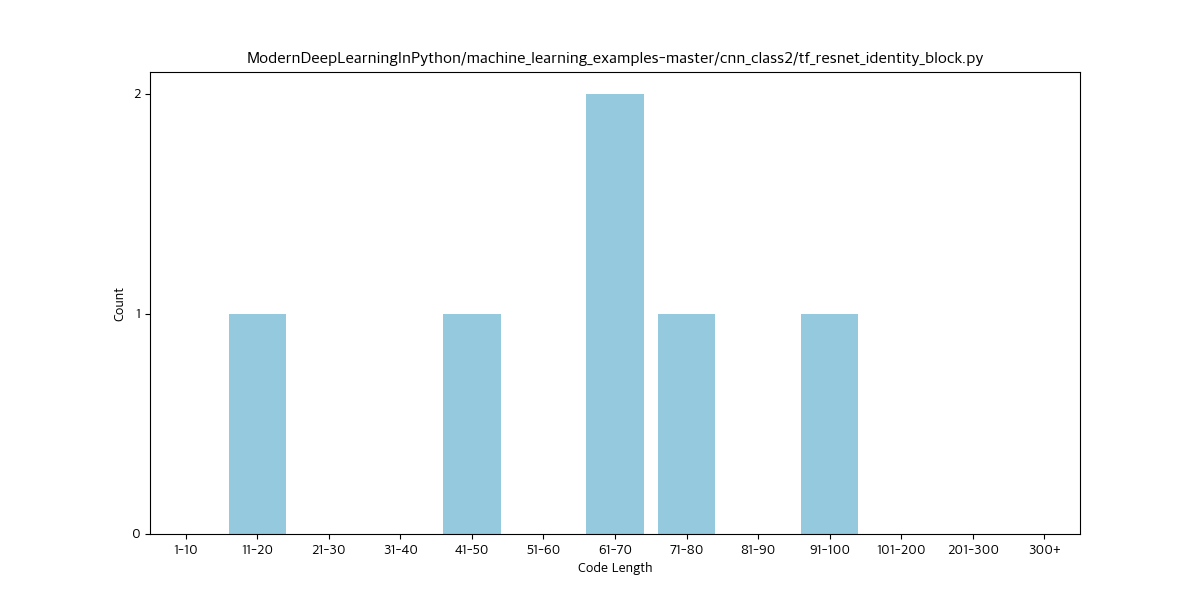 ModernDeepLearningInPython/machine_learning_examples-master/cnn_class2/tf_resnet_identity_block.py
2
1
0
Count
1-10 11-20 21-30 31-40 41-50 51-60 61-70 71-80 81-90 91-100 101-200 201-300 300+
Code Length